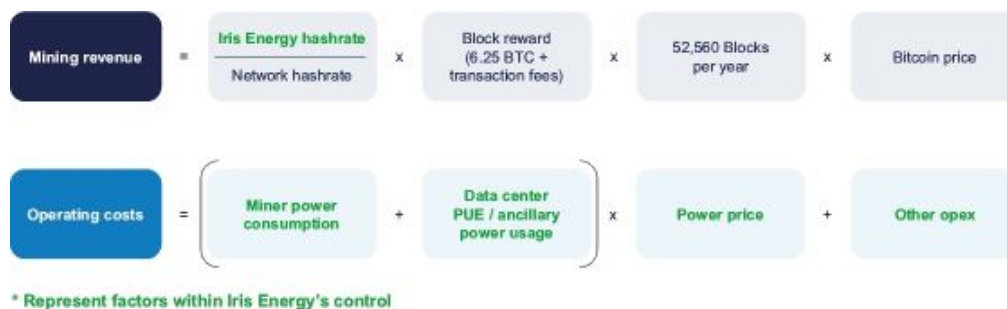 Mining revenue
=
Iris Energy hashrate
Network hashrate
x
Block reward
(6.25 BTC +
transaction fees)
x
52,560 Blocks
per year
x
Bitcoin price
Operating costs
=
(
Miner power
consumption
+
Data center
PUE / ancillary
power usage
)
x
Power price
+
Other opex
* Represent factors within Iris Energy's control